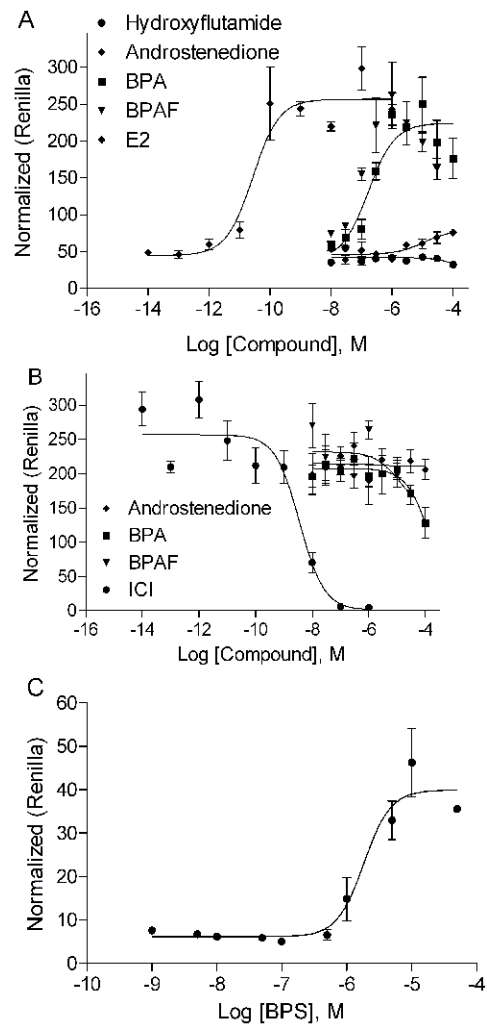 A
Hydroxyflutamide
Androstenedione
BPA
BPAF
E2
Normalized (Renilla)
300
250
200
150
100
50
0
-16 -14 -12 -10 -8 -6 -4
Log [Compound], M
B
Normalized (Renilla)
300
250
200
150
100
50
0
Androstenedione
BPA
BPAF
ICI
-16 -14 -12 -10 -8 -6 -4
Log [Compound], M
C
Normalized (Renilla)
60
50
40
30
20
10
0
-10 -9 -8 -7 -6 -5 -4
Log [BPS], M